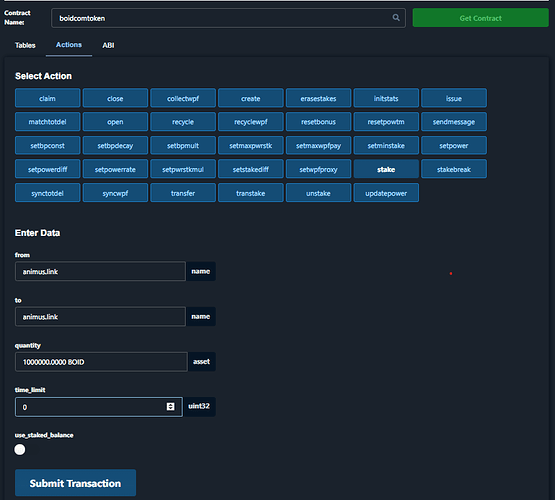 Contract Name:
boidcomtoken
Get Contract
Tables Actions ABI
Select Action
claim close collectwpf create erasestakes initstats issue
matchtotdel open recycle recyclewpf resetbonus resetpowtm sendmessage
setbpconst setbpdecay setbpmult setmaxpwrstk setmaxwpfpay setminstake setpower
setpowerdiff setpowerrate setpwrstkmul setstakediff setwpfproxy stake stakebreak
synctotdel syncwpf transfer transtake unstake updatepower
Enter Data
from
animus.link name
to
animus.link name
quantity
1000000.0000 BOID asset
time_limit
0 uint32
use_staked_balance
Submit Transaction